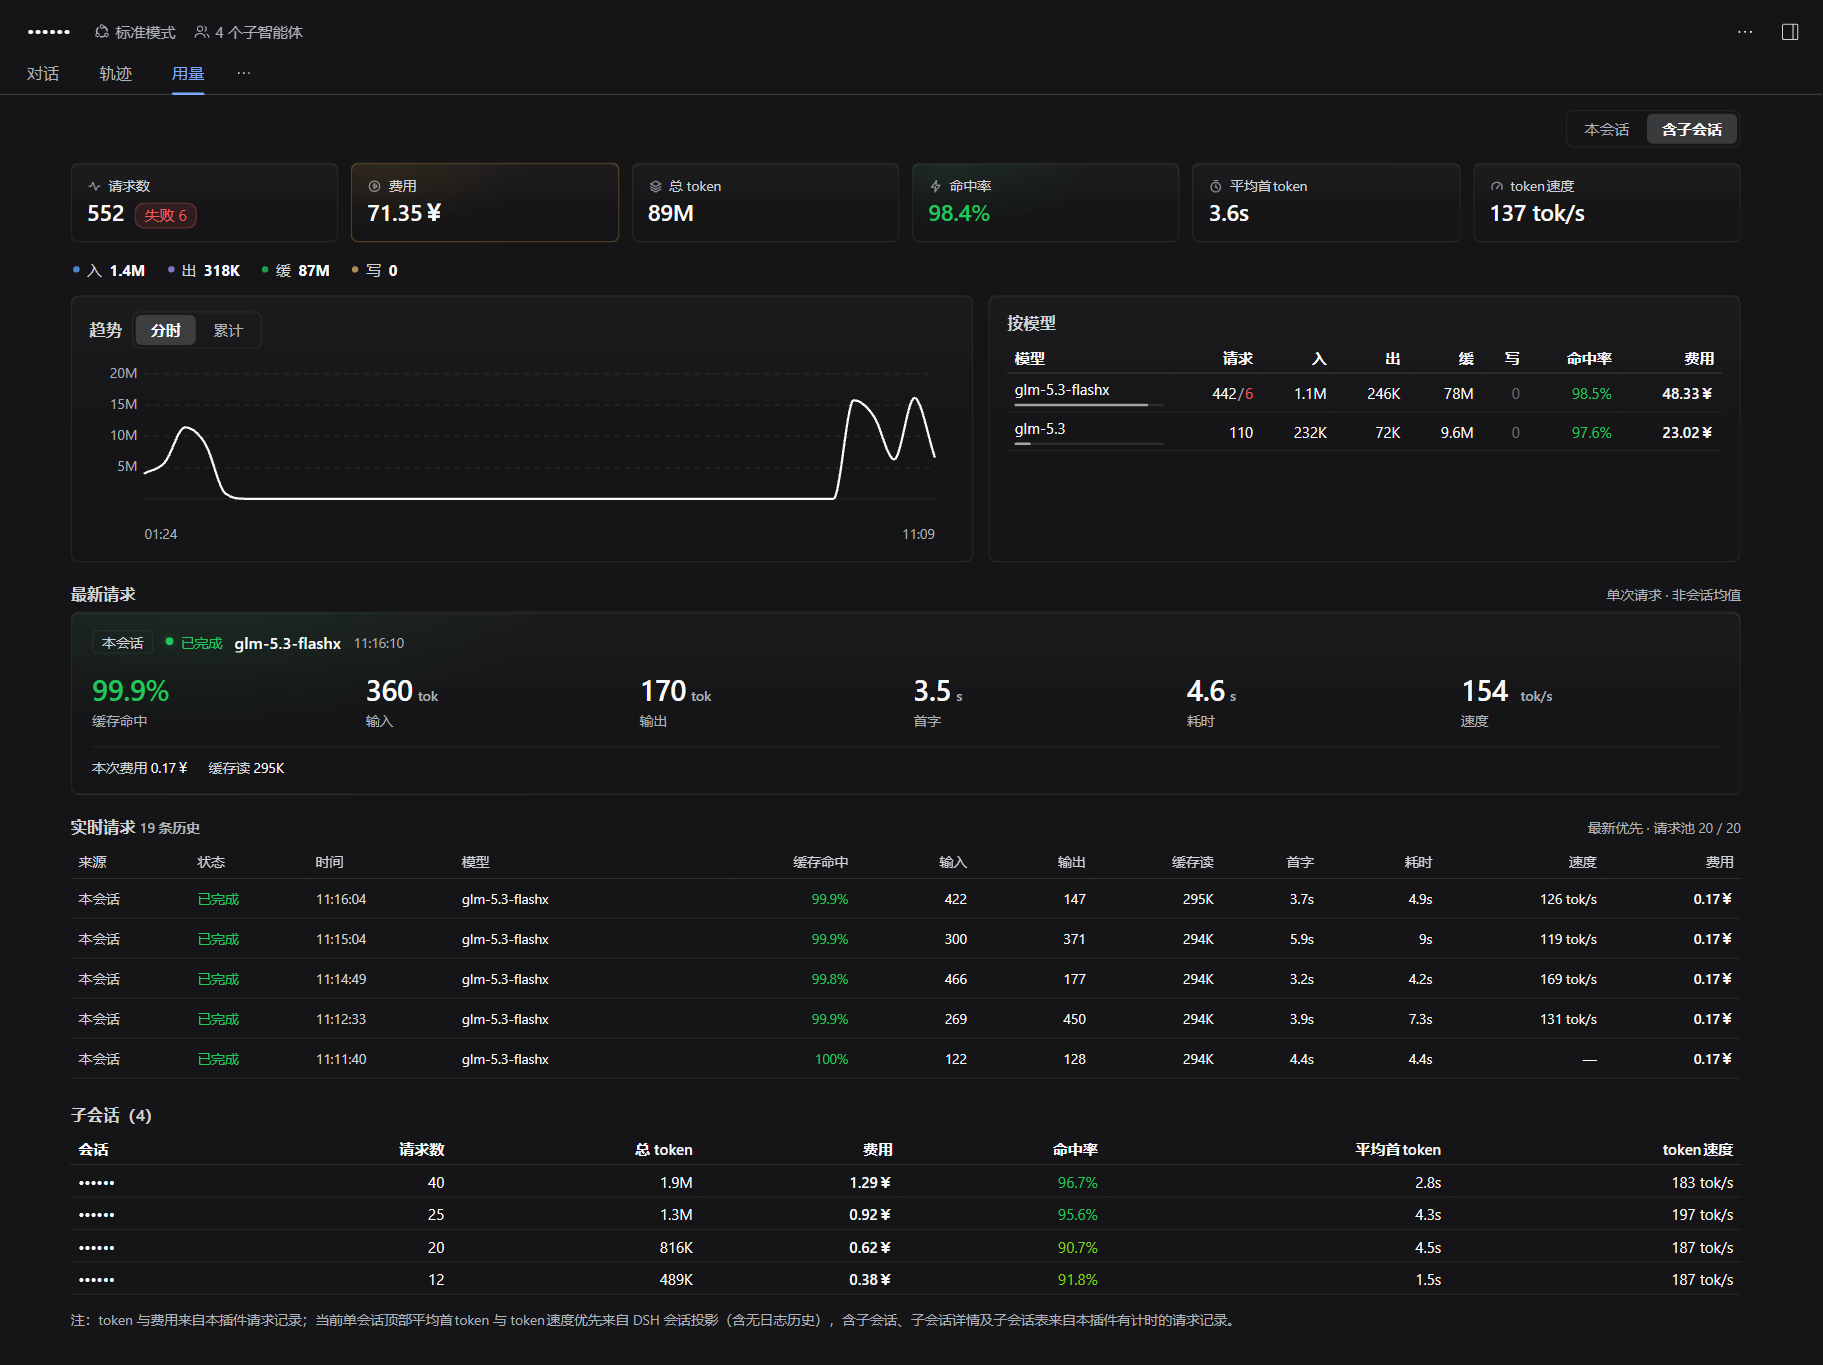 •••••• 标准模式 4 个子智能体 ···
对话 轨迹 用量 ···
本会话 含子会话
请求数 费用 总 token 命中率 平均首token token速度
552 失败 6 71.35¥ 89M 98.4% 3.6s 137 tok/s
入 1.4M 出 318K 缓 87M 写 0
趋势 分时 累计
20M
15M
10M
5M
01:24 11:09
按模型
模型 请求 入 出 缓 写 命中率 费用
glm-5.3-flashx 442/6 1.1M 246K 78M 0 98.5% 48.33¥
glm-5.3 110 232K 72K 9.6M 0 97.6% 23.02¥
最新请求 单次请求 · 非会话均值
本会话 已完成 glm-5.3-flashx 11:16:10
99.9% 360 tok 170 tok 3.5 s 4.6 s 154 tok/s
缓存命中 输入 输出 首字 耗时 速度
本次费用 0.17¥ 缓存读 295K
实时请求 19 条历史 最新优先 · 请求池 20 / 20
来源 状态 时间 模型 缓存命中 输入 输出 缓存读 首字 耗时 速度 费用
本会话 已完成 11:16:04 glm-5.3-flashx 99.9% 422 147 295K 3.7s 4.9s 126 tok/s 0.17¥
本会话 已完成 11:15:04 glm-5.3-flashx 99.9% 300 371 294K 5.9s 9s 119 tok/s 0.17¥
本会话 已完成 11:14:49 glm-5.3-flashx 99.8% 466 177 294K 3.2s 4.2s 169 tok/s 0.17¥
本会话 已完成 11:12:33 glm-5.3-flashx 99.9% 269 450 294K 3.9s 7.3s 131 tok/s 0.17¥
本会话 已完成 11:11:40 glm-5.3-flashx 100% 122 128 294K 4.4s 4.4s — 0.17¥
子会话（4）
会话 请求数 总 token 费用 命中率 平均首token token速度
•••••• 40 1.9M 1.29¥ 96.7% 2.8s 183 tok/s
•••••• 25 1.3M 0.92¥ 95.6% 4.3s 197 tok/s
•••••• 20 816K 0.62¥ 90.7% 4.5s 187 tok/s
•••••• 12 489K 0.38¥ 91.8% 1.5s 187 tok/s
注：token 与费用来自本插件请求记录；当前单会话顶部平均首token 与 token速度优先来自 DSH 会话投影（含无日志历史），含子会话、子会话详情及子会话表来自本插件有计时的请求记录。